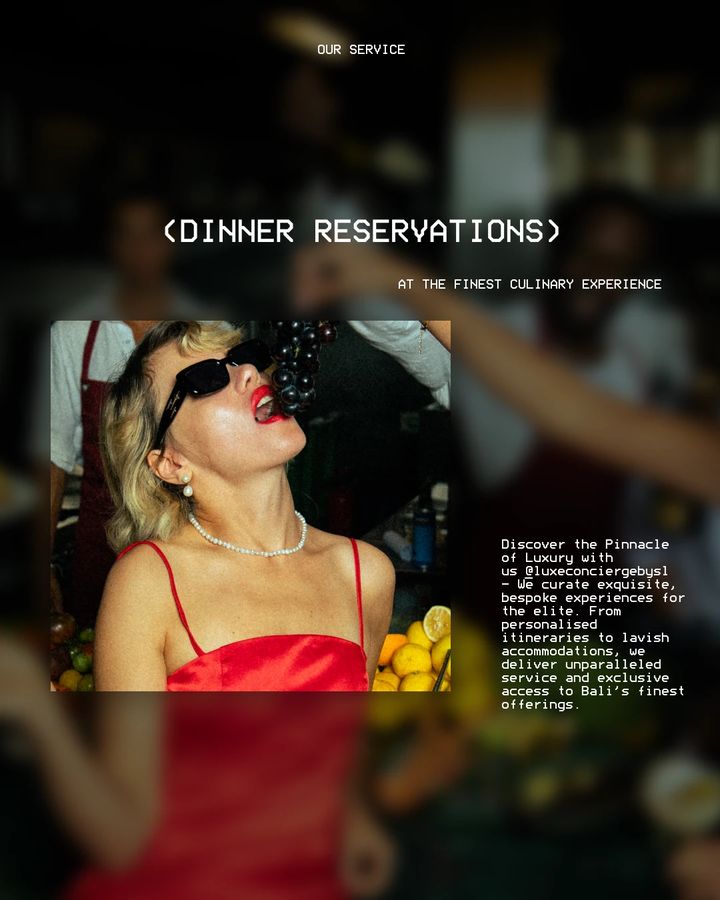 OUR SERVICE
(DINNER RESERVATIONS)
AT THE FINEST CULINARY EXPERIENCE
Discover the Pinnacle
of Luxury with
us @luxeconciergebysl
– We curate exquisite,
bespoke experiences for
the elite. From
personalised
itineraries to lavish
accommodations, we
deliver unparalleled
service and exclusive
access to Bali’s finest
offerings.